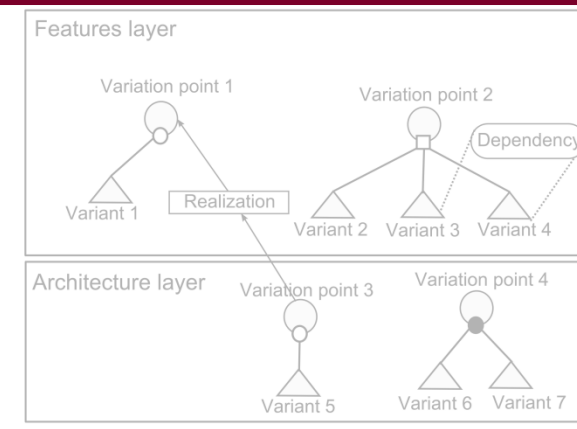 Features layer
Variation point 1
Variation point 2
Dependency
Variant 1
Realization
Variant 2
Variant 3
Variant 4
Architecture layer
Variation point 3
Variation point 4
Variant 5
Variant 6
Variant 7